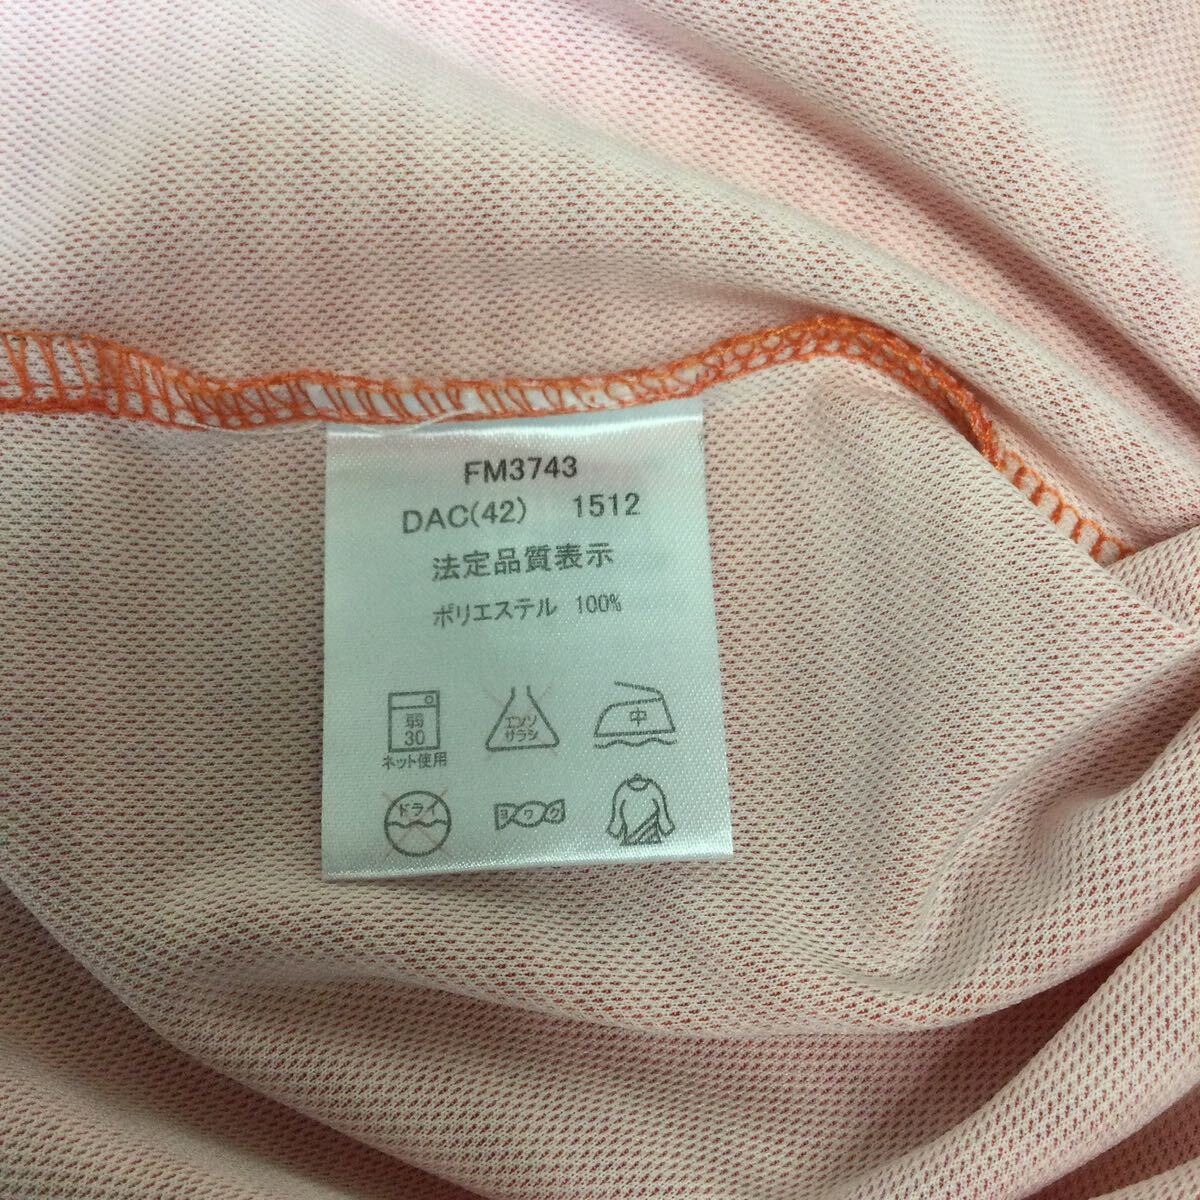 FM3743
DAC(42) 1512
法定品質表示
ポリエステル 100%
弱
30
ネット使用
エンソ
サラシ
中
ドライ
ヨワク